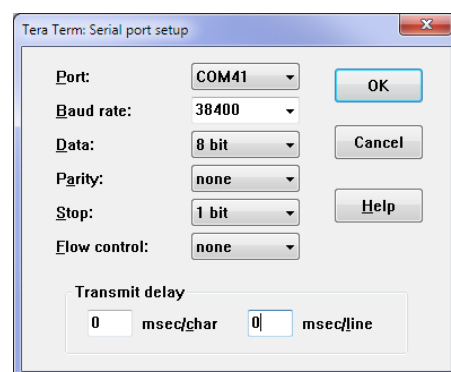 Tera Term: Serial port setup
Port: COM41 OK
Baud rate: 38400
Data: 8 bit Cancel
Parity: none
Stop: 1 bit Help
Flow control: none
Transmit delay
0 msec/char 0 msec/line